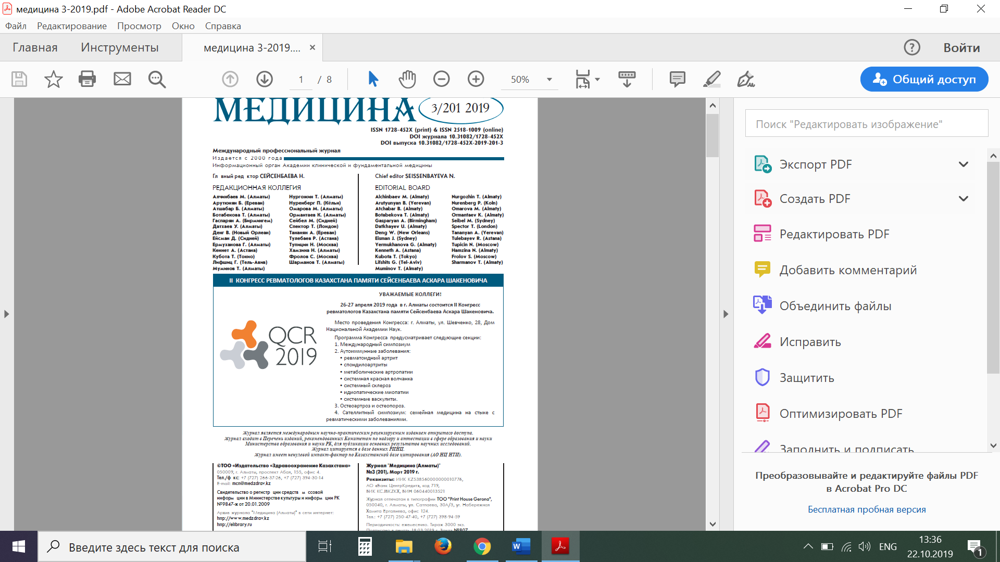 медицина 3-2019.pdf - Adobe Acrobat Reader DC
Файл Редактирование Просмотр Окно Справка
Главная Инструменты медицина 3-2019.... Войти
1 / 8 50% Общий доступ
МЕДИЦИНА 3/201 2019
ISSN 1728-452X (print) & ISSN 2518-1009 (online)
DOI журнала 10.31082/1728-452X
DOI выпуска 10.31082/1728-452X-2019-201-3
Международный профессиональный журнал
Издается с 2000 года
Информационный орган Академии клинической и фундаментальной медицины
Гл вный ред ктор СЕЙСЕНБАЕВА Н.
РЕДАКЦИОННАЯ КОЛЛЕГИЯ
Алчинбаев М. (Алматы)
Арутюнян Б. (Ереван)
Атшабар Б. (Алматы)
Ботабекова Т. (Алматы)
Гаспарян А. (Бирмингем)
Датхаев У. (Алматы)
Денг В. (Новый Орлеан)
Ейсман Д. (Сидней)
Ермуханова Г. (Алматы)
Кеннет А. (Астана)
Кубота Т. (Токио)
Лифшиц Г. (Тель-Авив)
Муминов Т. (Алматы)
Нургожин Т. (Алматы)
Нуренберг П. (Кёльн)
Омарова М. (Алматы)
Ормантаев К. (Алматы)
Сейбел М. (Сидней)
Спектор Т. (Лондон)
Тананян А. (Ереван)
Тулебаев Р. (Астана)
Тупицин Н. (Москва)
Хамзина Н. (Алматы)
Фролов С. (Москва)
Шарманов Т. (Алматы)
Chief editor SEISSENBAYEVA N.
EDITORIAL BOARD
Alchinbaev M. (Almaty)
Arutyunyan B. (Yerevan)
Atchabar B. (Almaty)
Botabekova T. (Almaty)
Gasparyan A. (Birmingham)
Datkhayev U. (Almaty)
Deng W. (New Orleans)
Eisman J. (Sydney)
Yermukhanova G. (Almaty)
Kenneth A. (Astana)
Kubota T. (Tokyo)
Lifshits G. (Tel-Aviv)
Muminov T. (Almaty)
Nurgozhin T. (Almaty)
Nurenberg P. (Koln)
Omarova M. (Almaty)
Ormantaev K. (Almaty)
Seibel M. (Sydney)
Spector T. (London)
Tananyan A. (Yerevan)
Tulebayev R. (Astana)
Tupicin N. (Moscow)
Hamzina N. (Almaty)
Frolov S. (Moscow)
Sharmanov T. (Almaty)
II КОНГРЕСС РЕВМАТОЛОГОВ КАЗАХСТАНА ПАМЯТИ СЕЙСЕНБАЕВА АСКАРА ШАКЕНОВИЧА
QCR
2019
УВАЖАЕМЫЕ КОЛЛЕГИ!
26-27 апреля 2019 года в г. Алматы состоится II Конгресс
ревматологов Казахстана памяти Сейсенбаева Аскара Шакеновича.
Место проведения Конгресса: г. Алматы, ул. Шевченко, 28, Дом
Национальной Академии Наук.
Программа Конгресса предусматривает следующие секции:
1. Международный симпозиум
2. Аутоиммунные заболевания:
• ревматоидный артрит
• спондилоартриты
• метаболические артропатии
• системная красная волчанка
• системный склероз
• идиопатические миопатии
• системные васкулиты.
3. Остеоартроз и остеопороз.
4. Сателлитный симпозиум: семейная медицина на стыке с
ревматическими заболеваниями.
Журнал является международным научно-практическим рецензируемым изданием открытого доступа.
Журнал входит в Перечень изданий, рекомендованных Комитетом по надзору и аттестации в сфере образования и науки
Министерства образования и науки РК, для публикации основных результатов научных исследований.
Журнал цитируется в базе данных РИНЦ.
Журнал имеет ненулевой импакт-фактор по Казахстанской базе цитирования (АО НЦ НТИ).
©ТОО «Издательство «Здравоохранение Казахстана»
050009, г. Алматы, проспект Абая, 155, офис 4.
Тел./ф кс: +7 (727) 266-37-26, +7 (727) 394-30-14
E-mail: mcn@medzdrav.kz
Свидетельство о регистр ции средств м ссовой
информ ции в Министерстве культуры и информ ции РК
№9847-ж от 20.01.2009
Архив журнала "Медицина (Алматы)" в сети интернет:
http://www.medzdrav.kz
http://elibrary.ru
Журнал "Медицина (Алматы)"
№3 (201), Март 2019 г.
Реквизиты: ИИК KZ538560000000010776,
АО «Банк ЦентрКредит», код 719,
БИК KCJBKZKX, БИН 060440013521
Журнал отпечатан в типографии ТОО "Print House Gerona",
050040, г. Алматы, ул. Сатпаева, 30А/3, уг. Набережная
Хамита Ергалиева, офис 124.
Тел.: +7 (727) 250-47-40, +7 (727) 398-94-59
Периодичность: ежемесячно. Тираж 3000 экз.
Подписано в печать 18.03.2019 г. Заказ №807
Поиск "Редактировать изображение"
Экспорт PDF
Создать PDF
Редактировать PDF
Добавить комментарий
Объединить файлы
Исправить
Защитить
Оптимизировать PDF
Заполнить и подписать
Преобразовывайте и редактируйте файлы PDF
в Acrobat Pro DC
Бесплатная пробная версия
Введите здесь текст для поиска
ENG
13:36
22.10.2019
1